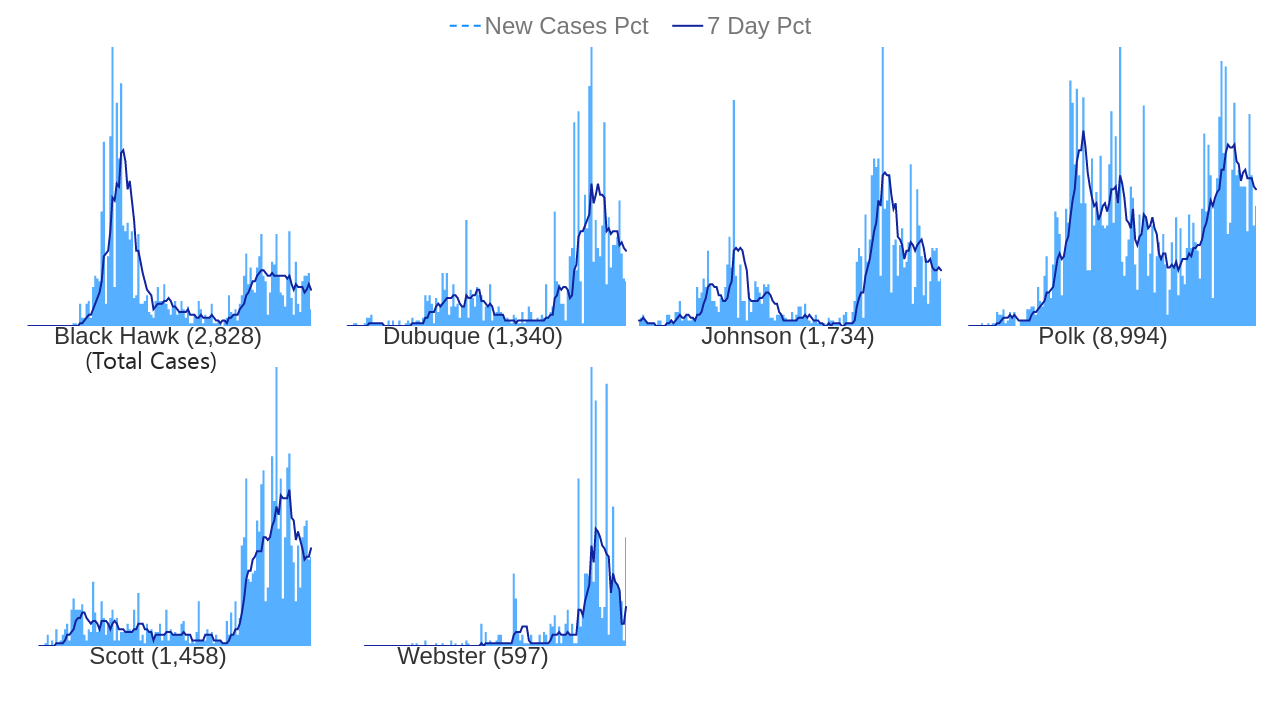 New Cases Pct 7 Day Pct
Black Hawk (2,828)
(Total Cases)
Dubuque (1,340)
Johnson (1,734)
Polk (8,994)
Scott (1,458)
Webster (597)